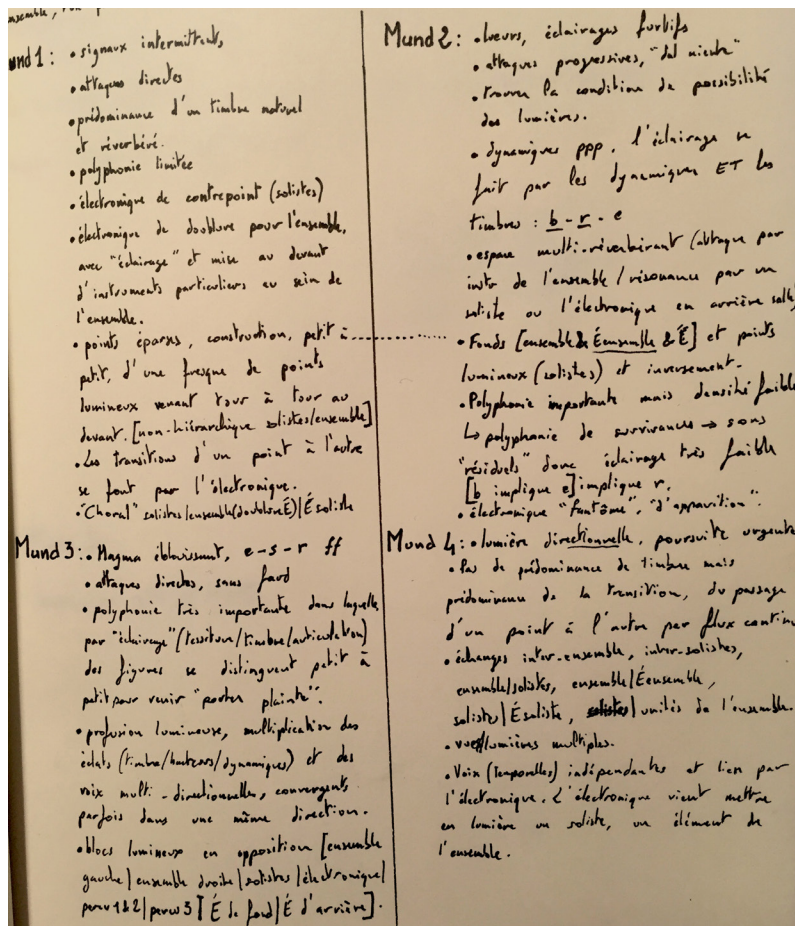 Mund 1 : • signaux intermittents,
• attaques directes
• prédominance d'un timbre naturel
et réverbéré.
• polyphonie limitée
• électronique de contrepoint (solistes)
• électronique de doublure pour l'ensemble,
avec "éclairage" et mise au devant
d'instruments particuliers au sein de
l'ensemble.
• points éparses, construction, petit à
petit, d'une fresque de points
lumineux venant tour à tour au
devant. [non-hiérarchique solistes/ensemble]
• Les transitions d'un point à l'autre
se font par l'électronique.
• "Choral" solistes/ensemble(doublure É)|É soliste
Mund 2 : • lueurs, éclairages furtifs
• attaques progressives, "dal niente"
• trouver la condition de possibilité
des lumières.
• dynamiques ppp, l'éclairage se
fait par les dynamiques ET les
timbres : b - r - e
• espace multi-réverbérant (attaque par
instr de l'ensemble / résonance par un
soliste ou l'électronique en arrière salle)
• Fonds [ensemble & Éensemble & É] et points
lumineux (solistes) et inversement.
• Polyphonie importante mais densité faible
↳ polyphonie de survivances → sons
"résiduels" donc éclairage très faible
[b implique e] implique r.
• électronique "fantôme", "d'apparition".
Mund 3 : • Magma éblouissant, e - s - r ff
• attaques directes, sans fard
• polyphonie très importante dans laquelle
par "éclairage" (tessiture/timbre/articulation)
des figures se distinguent petit à
petit pour venir "porter plainte".
• profusion lumineuse, multiplication des
éclats (timbre/hauteurs/dynamiques) et des
voix multi-directionnelles, convergents
parfois dans une même direction.
• blocs lumineux en opposition [ensemble
gauche | ensemble droite | solistes | électronique |
percu 1 & 2 | percu 3 | É de fond | É d'arrière].
Mund 4 : • lumière directionnelle, poursuite urgente
• Pas de prédominance de timbre mais
prédominance de la transition, du passage
d'un point à l'autre par flux continu
• échanges inter-ensemble, inter-solistes,
ensemble/solistes, ensemble/Éensemble,
solistes|Ésoliste, unités de l'ensemble.
• vues/lumières multiples.
• Voix (temporelles) indépendantes et lien par
l'électronique. L'électronique vient mettre
en lumière un soliste, un élément de
l'ensemble.